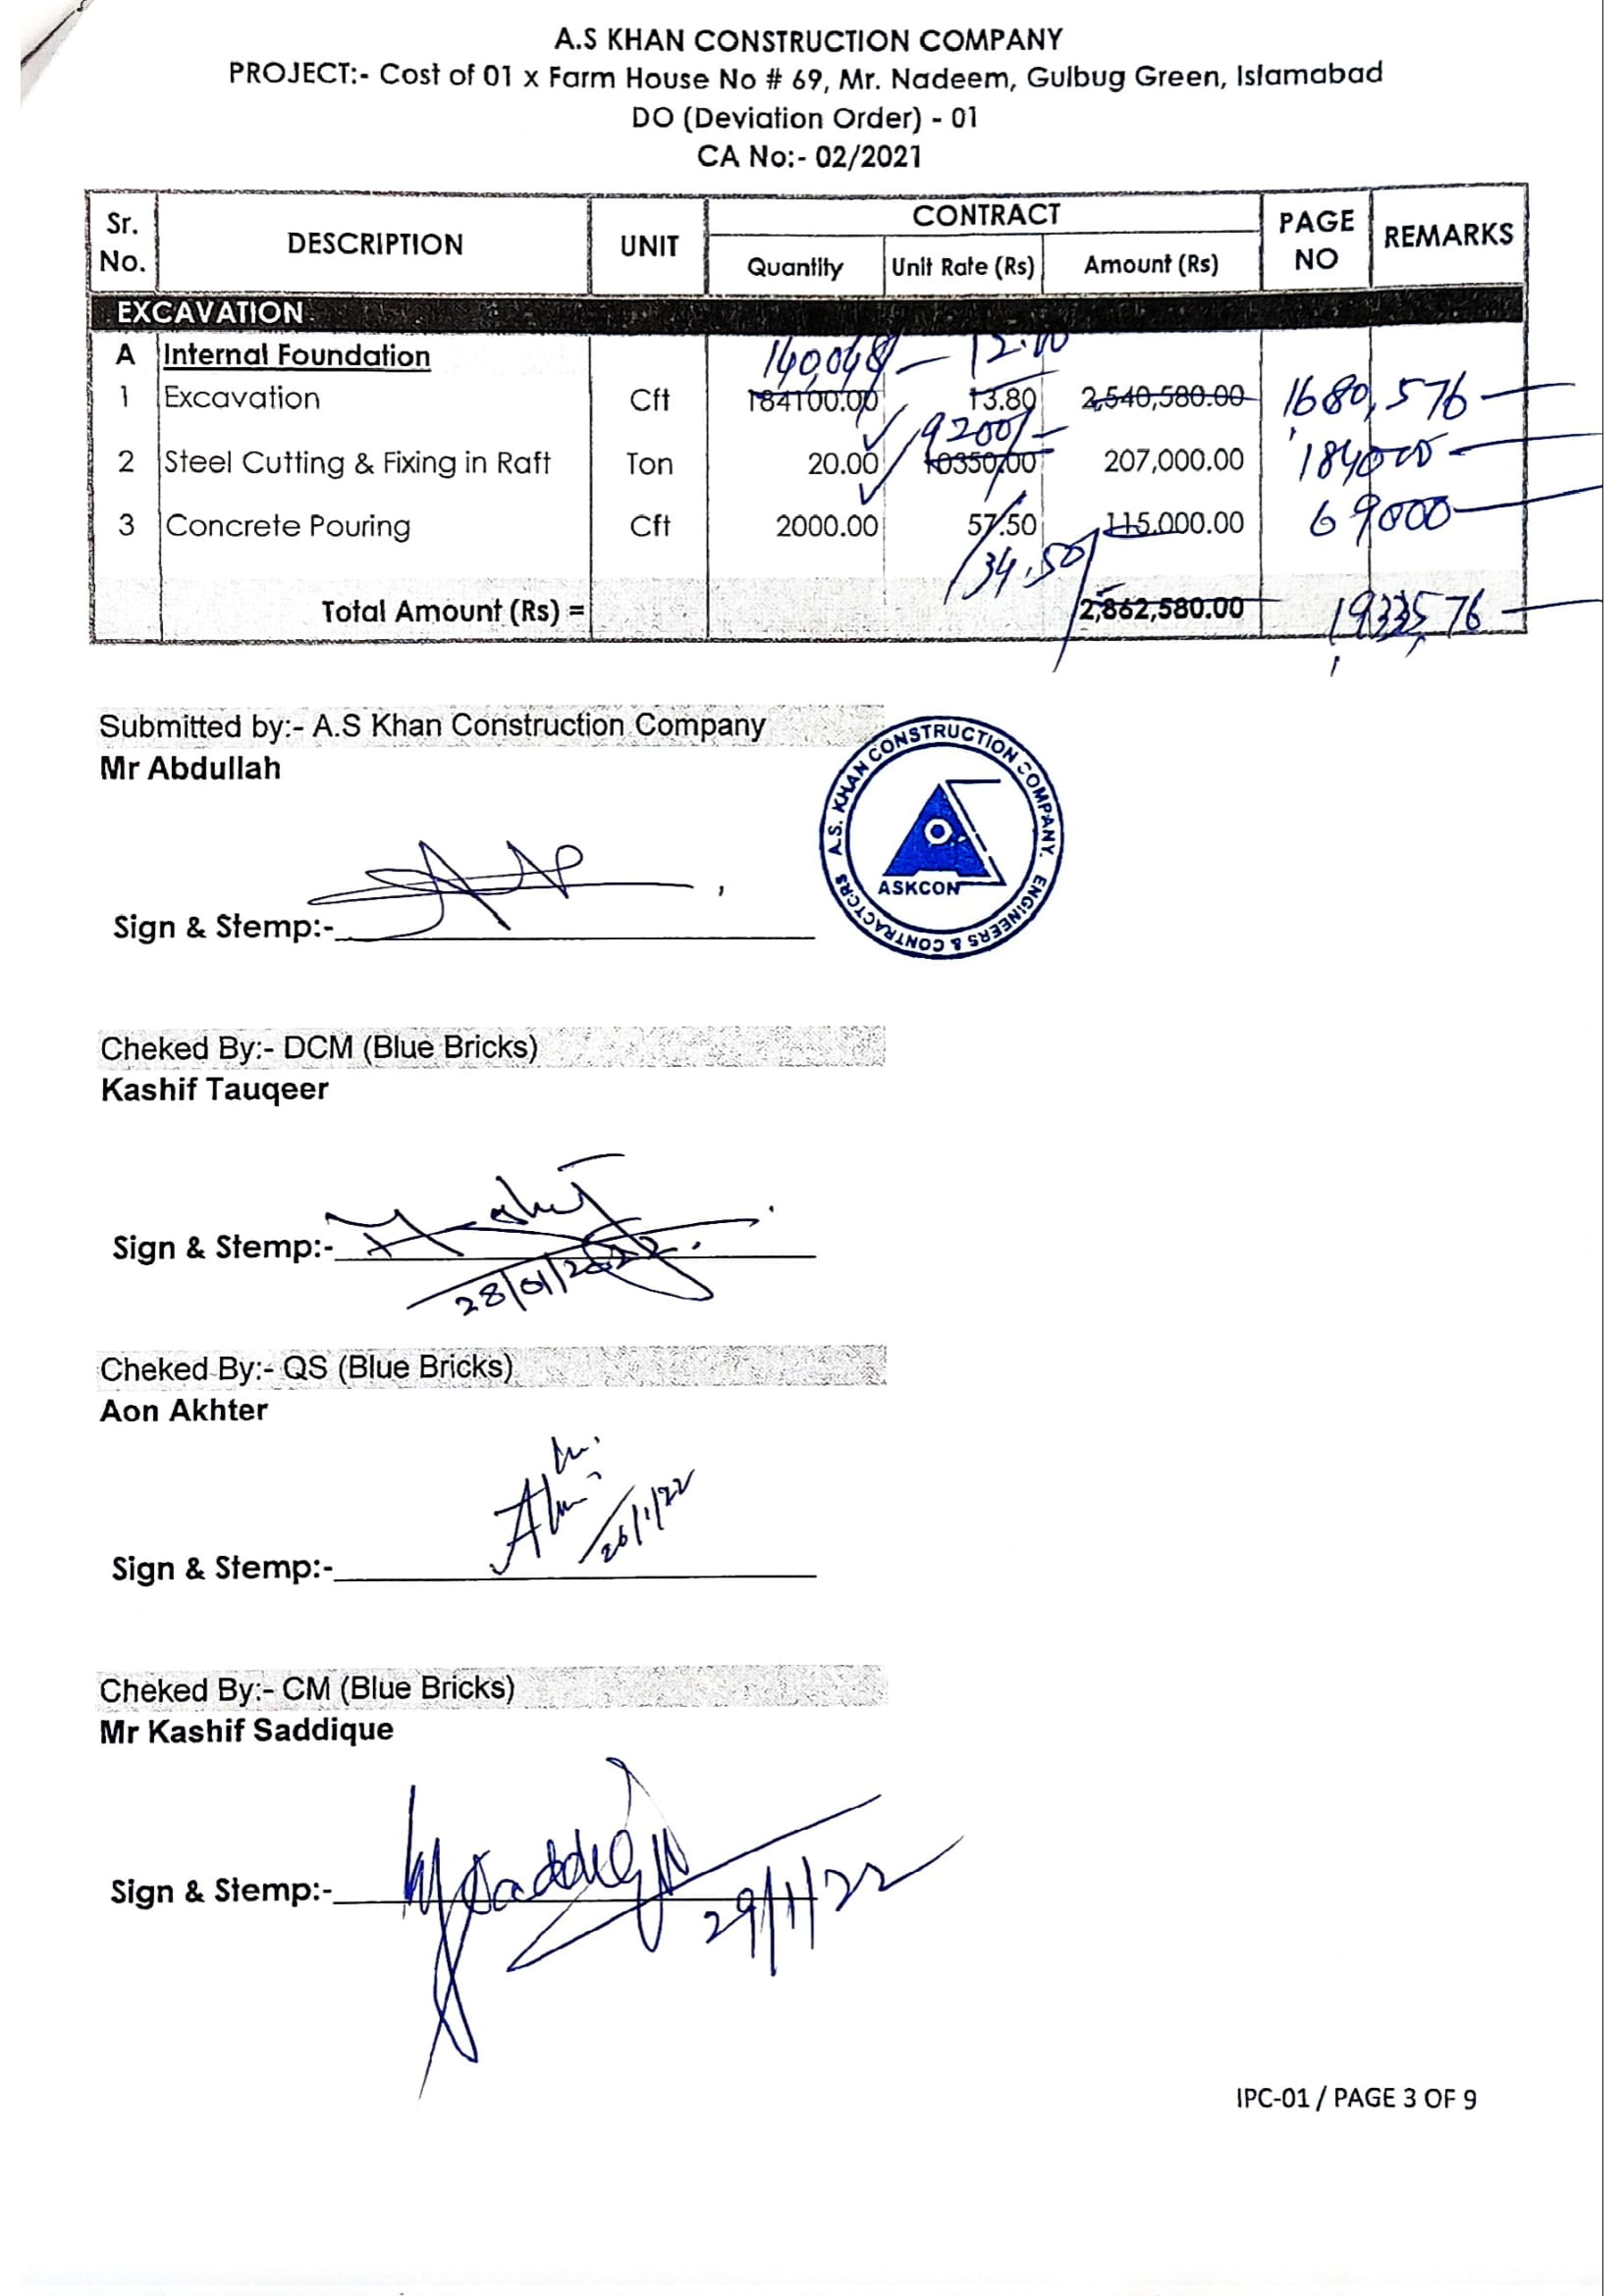 A.S KHAN CONSTRUCTION COMPANY
PROJECT:- Cost of 01 x Farm House No # 69, Mr. Nadeem, Gulbug Green, Islamabad
DO (Deviation Order) - 01
CA No:- 02/2021
Sr. No. DESCRIPTION UNIT CONTRACT PAGE NO REMARKS
Quantity Unit Rate (Rs) Amount (Rs)
EXCAVATION
A Internal Foundation 140,048/- 12.00
1 Excavation Cft 184100.00 13.80 2,540,580.00 1680,576
9200/-
2 Steel Cutting & Fixing in Raft Ton 20.00 10350.00 207,000.00 184000
3 Concrete Pouring Cft 2000.00 57.50 115,000.00 69000
34.50
Total Amount (Rs) = 2,862,580.00
Submitted by:- A.S Khan Construction Company
Mr Abdullah
A.S. KHAN CONSTRUCTION COMPANY. ENGINEERS & CONTRACTORS
ASKCON
Sign & Stemp:-
Cheked By:- DCM (Blue Bricks)
Kashif Tauqeer
Sign & Stemp:-
28/01/2022
Cheked By:- QS (Blue Bricks)
Aon Akhter
26/1/22
Sign & Stemp:-
Cheked By:- CM (Blue Bricks)
Mr Kashif Saddique
Sign & Stemp:-
29/1/22
IPC-01 / PAGE 3 OF 9